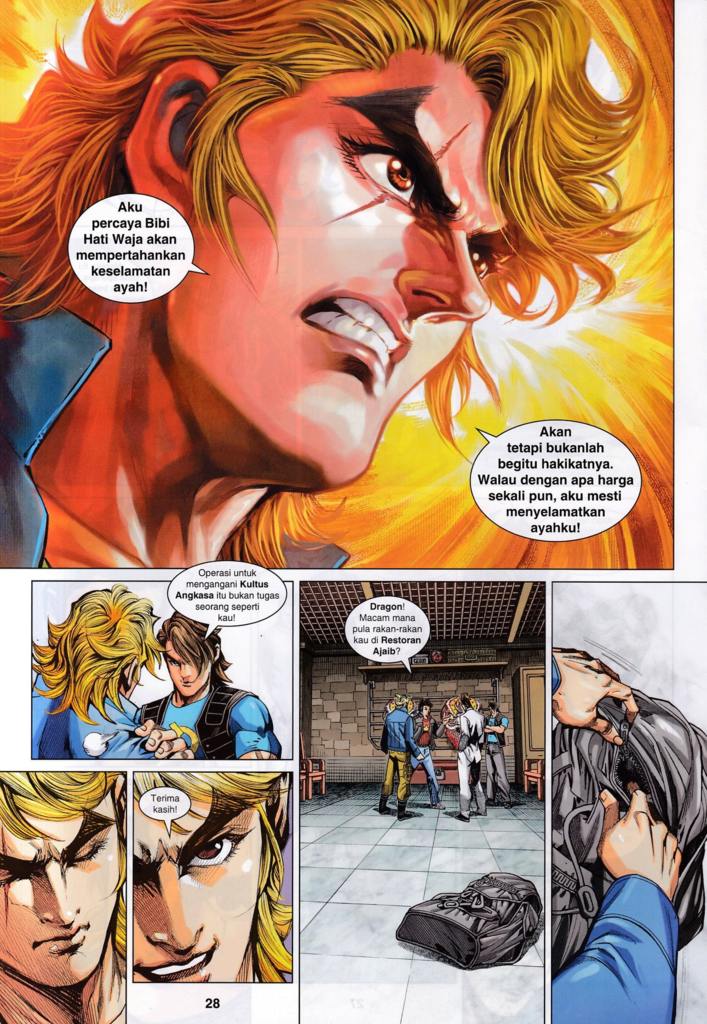 Aku
percaya Bibi
Hati Waja akan
mempertahankan
keselamatan
ayah!
Akan
tetapi bukanlah
begitu hakikatnya.
Walau dengan apa harga
sekali pun, aku mesti
menyelamatkan
ayahku!
Operasi untuk
mengangani Kultus
Angkasa itu bukan tugas
seorang seperti
kau!
Terima
kasih!
Dragon!
Macam mana
pula rakan-rakan
kau di Restoran
Ajaib?
28